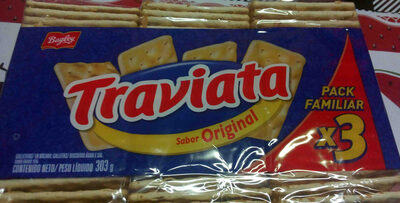 Bagley
Traviata
Sabor Original
PACK
FAMILIAR
x3
CONTENIDO NETO/ PESO LÍQUIDO 303 g